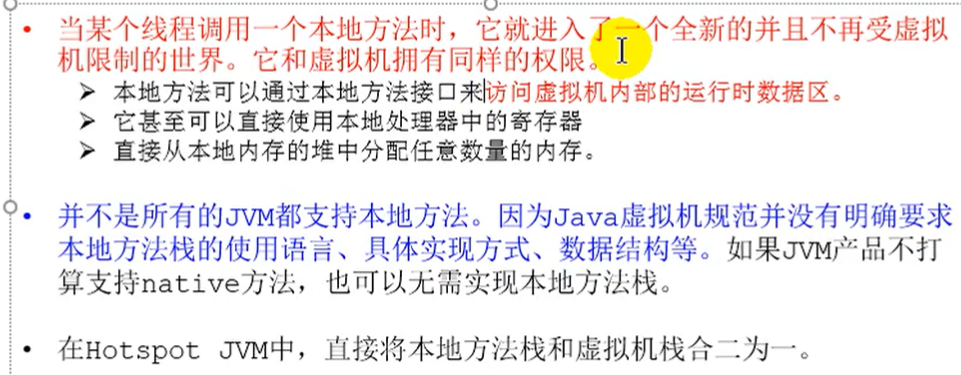 • 当某个线程调用一个本地方法时，它就进入了一个全新的并且不再受虚拟
机限制的世界。它和虚拟机拥有同样的权限。
➢ 本地方法可以通过本地方法接口来访问虚拟机内部的运行时数据区。
➢ 它甚至可以直接使用本地处理器中的寄存器
➢ 直接从本地内存的堆中分配任意数量的内存。
• 并不是所有的JVM都支持本地方法。因为Java虚拟机规范并没有明确要求
本地方法栈的使用语言、具体实现方式、数据结构等。如果JVM产品不打
算支持native方法，也可以无需实现本地方法栈。
• 在Hotspot JVM中，直接将本地方法栈和虚拟机栈合二为一。